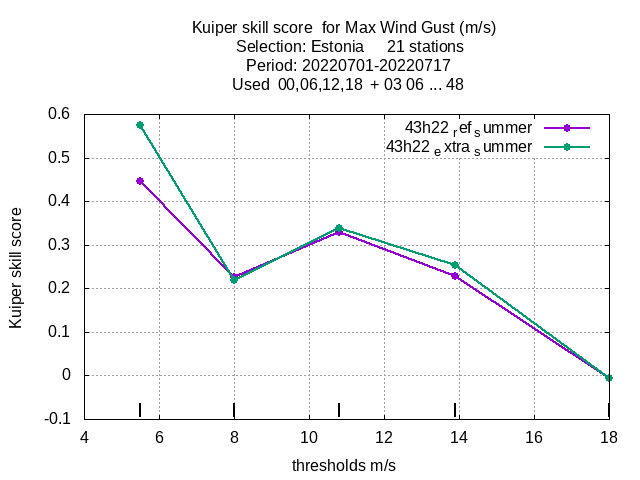 Kuiper skill score  for Max Wind Gust (m/s)
Selection: Estonia     21 stations
Period: 20220701-20220717
Used  00,06,12,18  + 03 06 ... 48
43h22 ref summer
43h22 extra summer
0.6
0.5
0.4
0.3
0.2
0.1
0
-0.1
Kuiper skill score
4 6 8 10 12 14 16 18
thresholds m/s